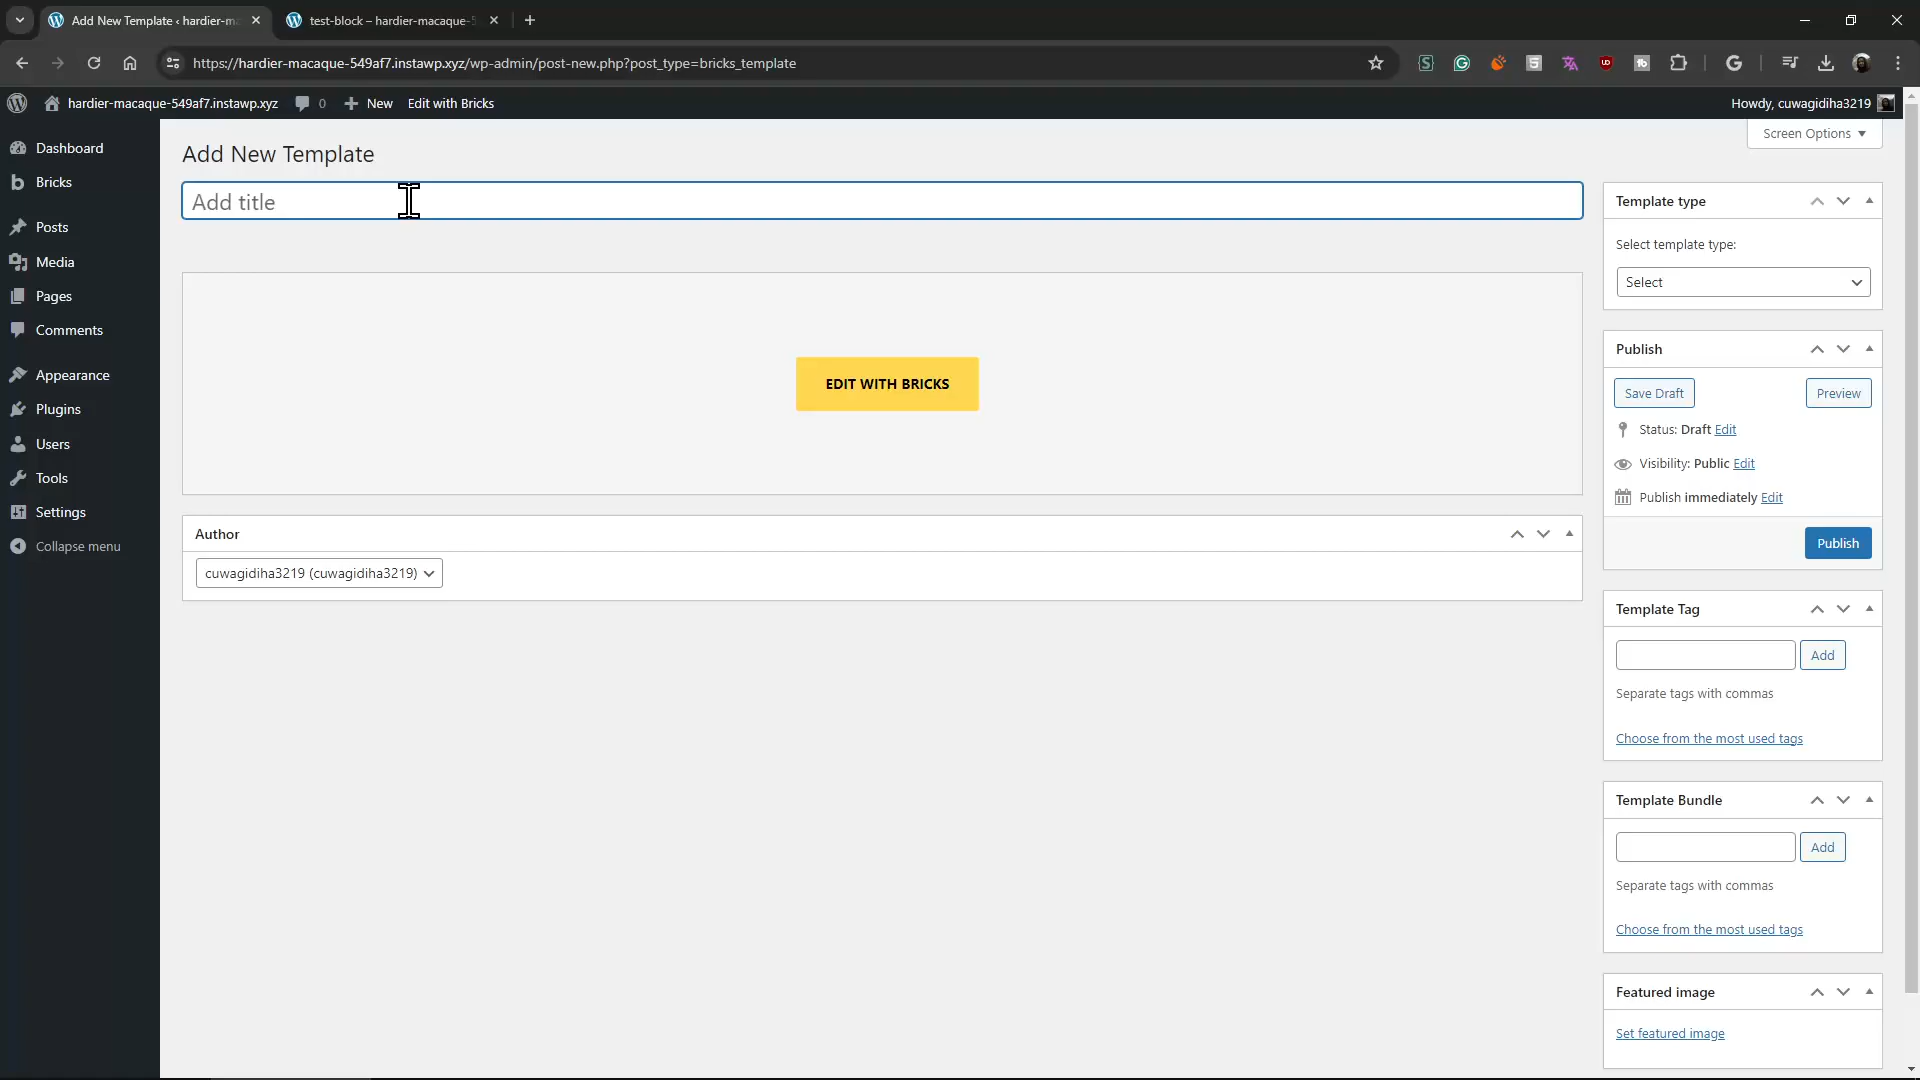 Add New Template ‹ hardier-m
test-block – hardier-macaque-5
https://hardier-macaque-549af7.instawp.xyz/wp-admin/post-new.php?post_type=bricks_template
hardier-macaque-549af7.instawp.xyz
0
New
Edit with Bricks
Howdy, cuwagidiha3219
Screen Options
Dashboard
Bricks
Posts
Media
Pages
Comments
Appearance
Plugins
Users
Tools
Settings
Collapse menu
Add New Template
Add title
EDIT WITH BRICKS
Author
cuwagidiha3219 (cuwagidiha3219)
Template type
Select template type:
Select
Publish
Save Draft
Preview
Status: Draft Edit
Visibility: Public Edit
Publish immediately Edit
Publish
Template Tag
Add
Separate tags with commas
Choose from the most used tags
Template Bundle
Add
Separate tags with commas
Choose from the most used tags
Featured image
Set featured image